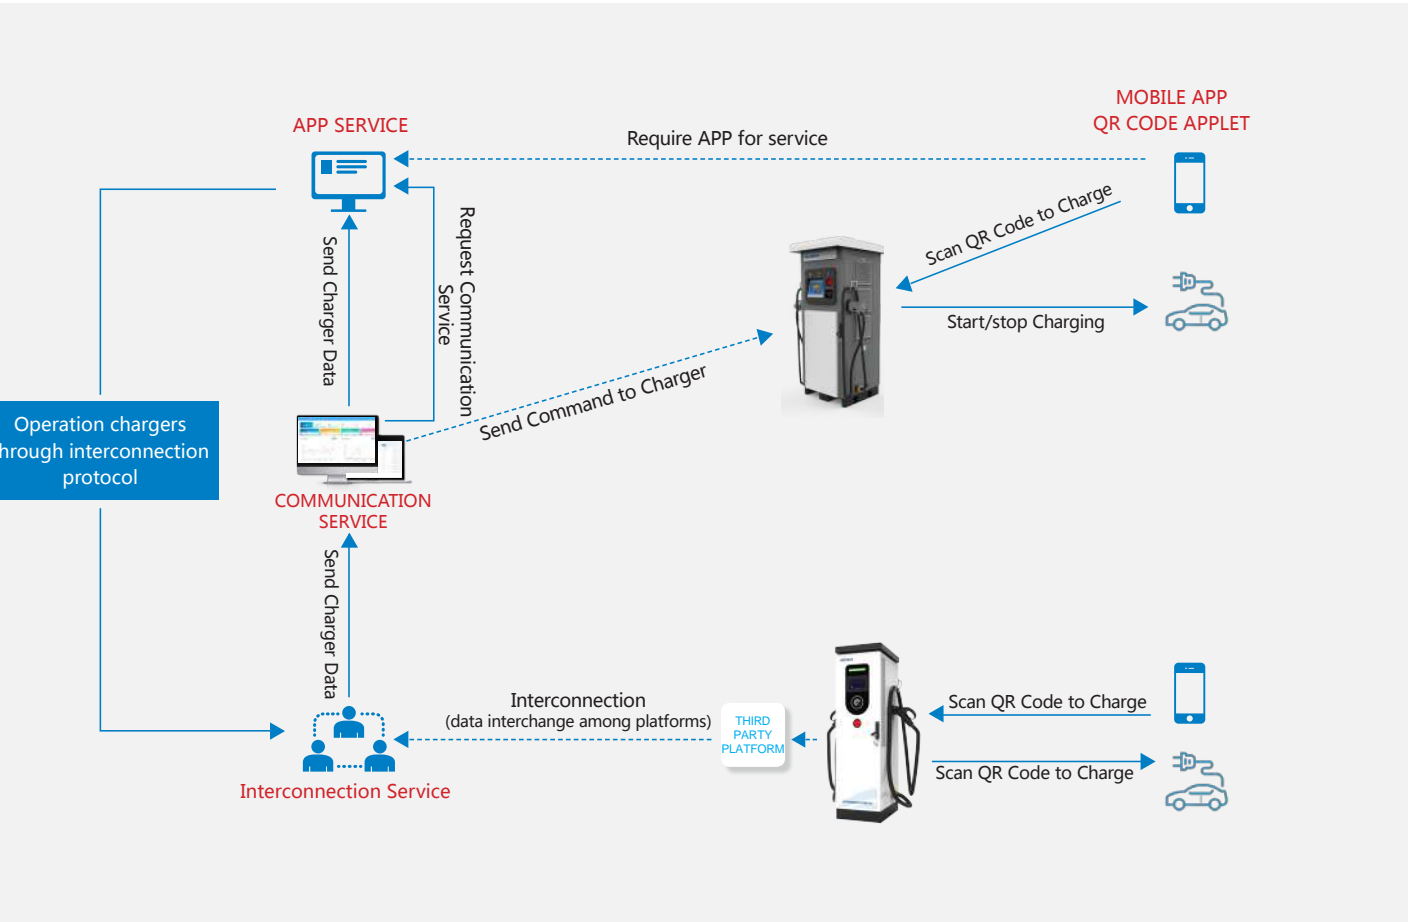 MOBILE APP
QR CODE APPLET
APP SERVICE
Require APP for service
Scan QR Code to Charge
Request Communication
Service
Send Charger Data
Start/stop Charging
Send Command to Charger
Operation chargers
hrough interconnection
protocol
COMMUNICATION
SERVICE
Send Charger Data
Interconnection
(data interchange among platforms)
THIRD
PARTY
PLATFORM
Scan QR Code to Charge
Scan QR Code to Charge
Interconnection Service